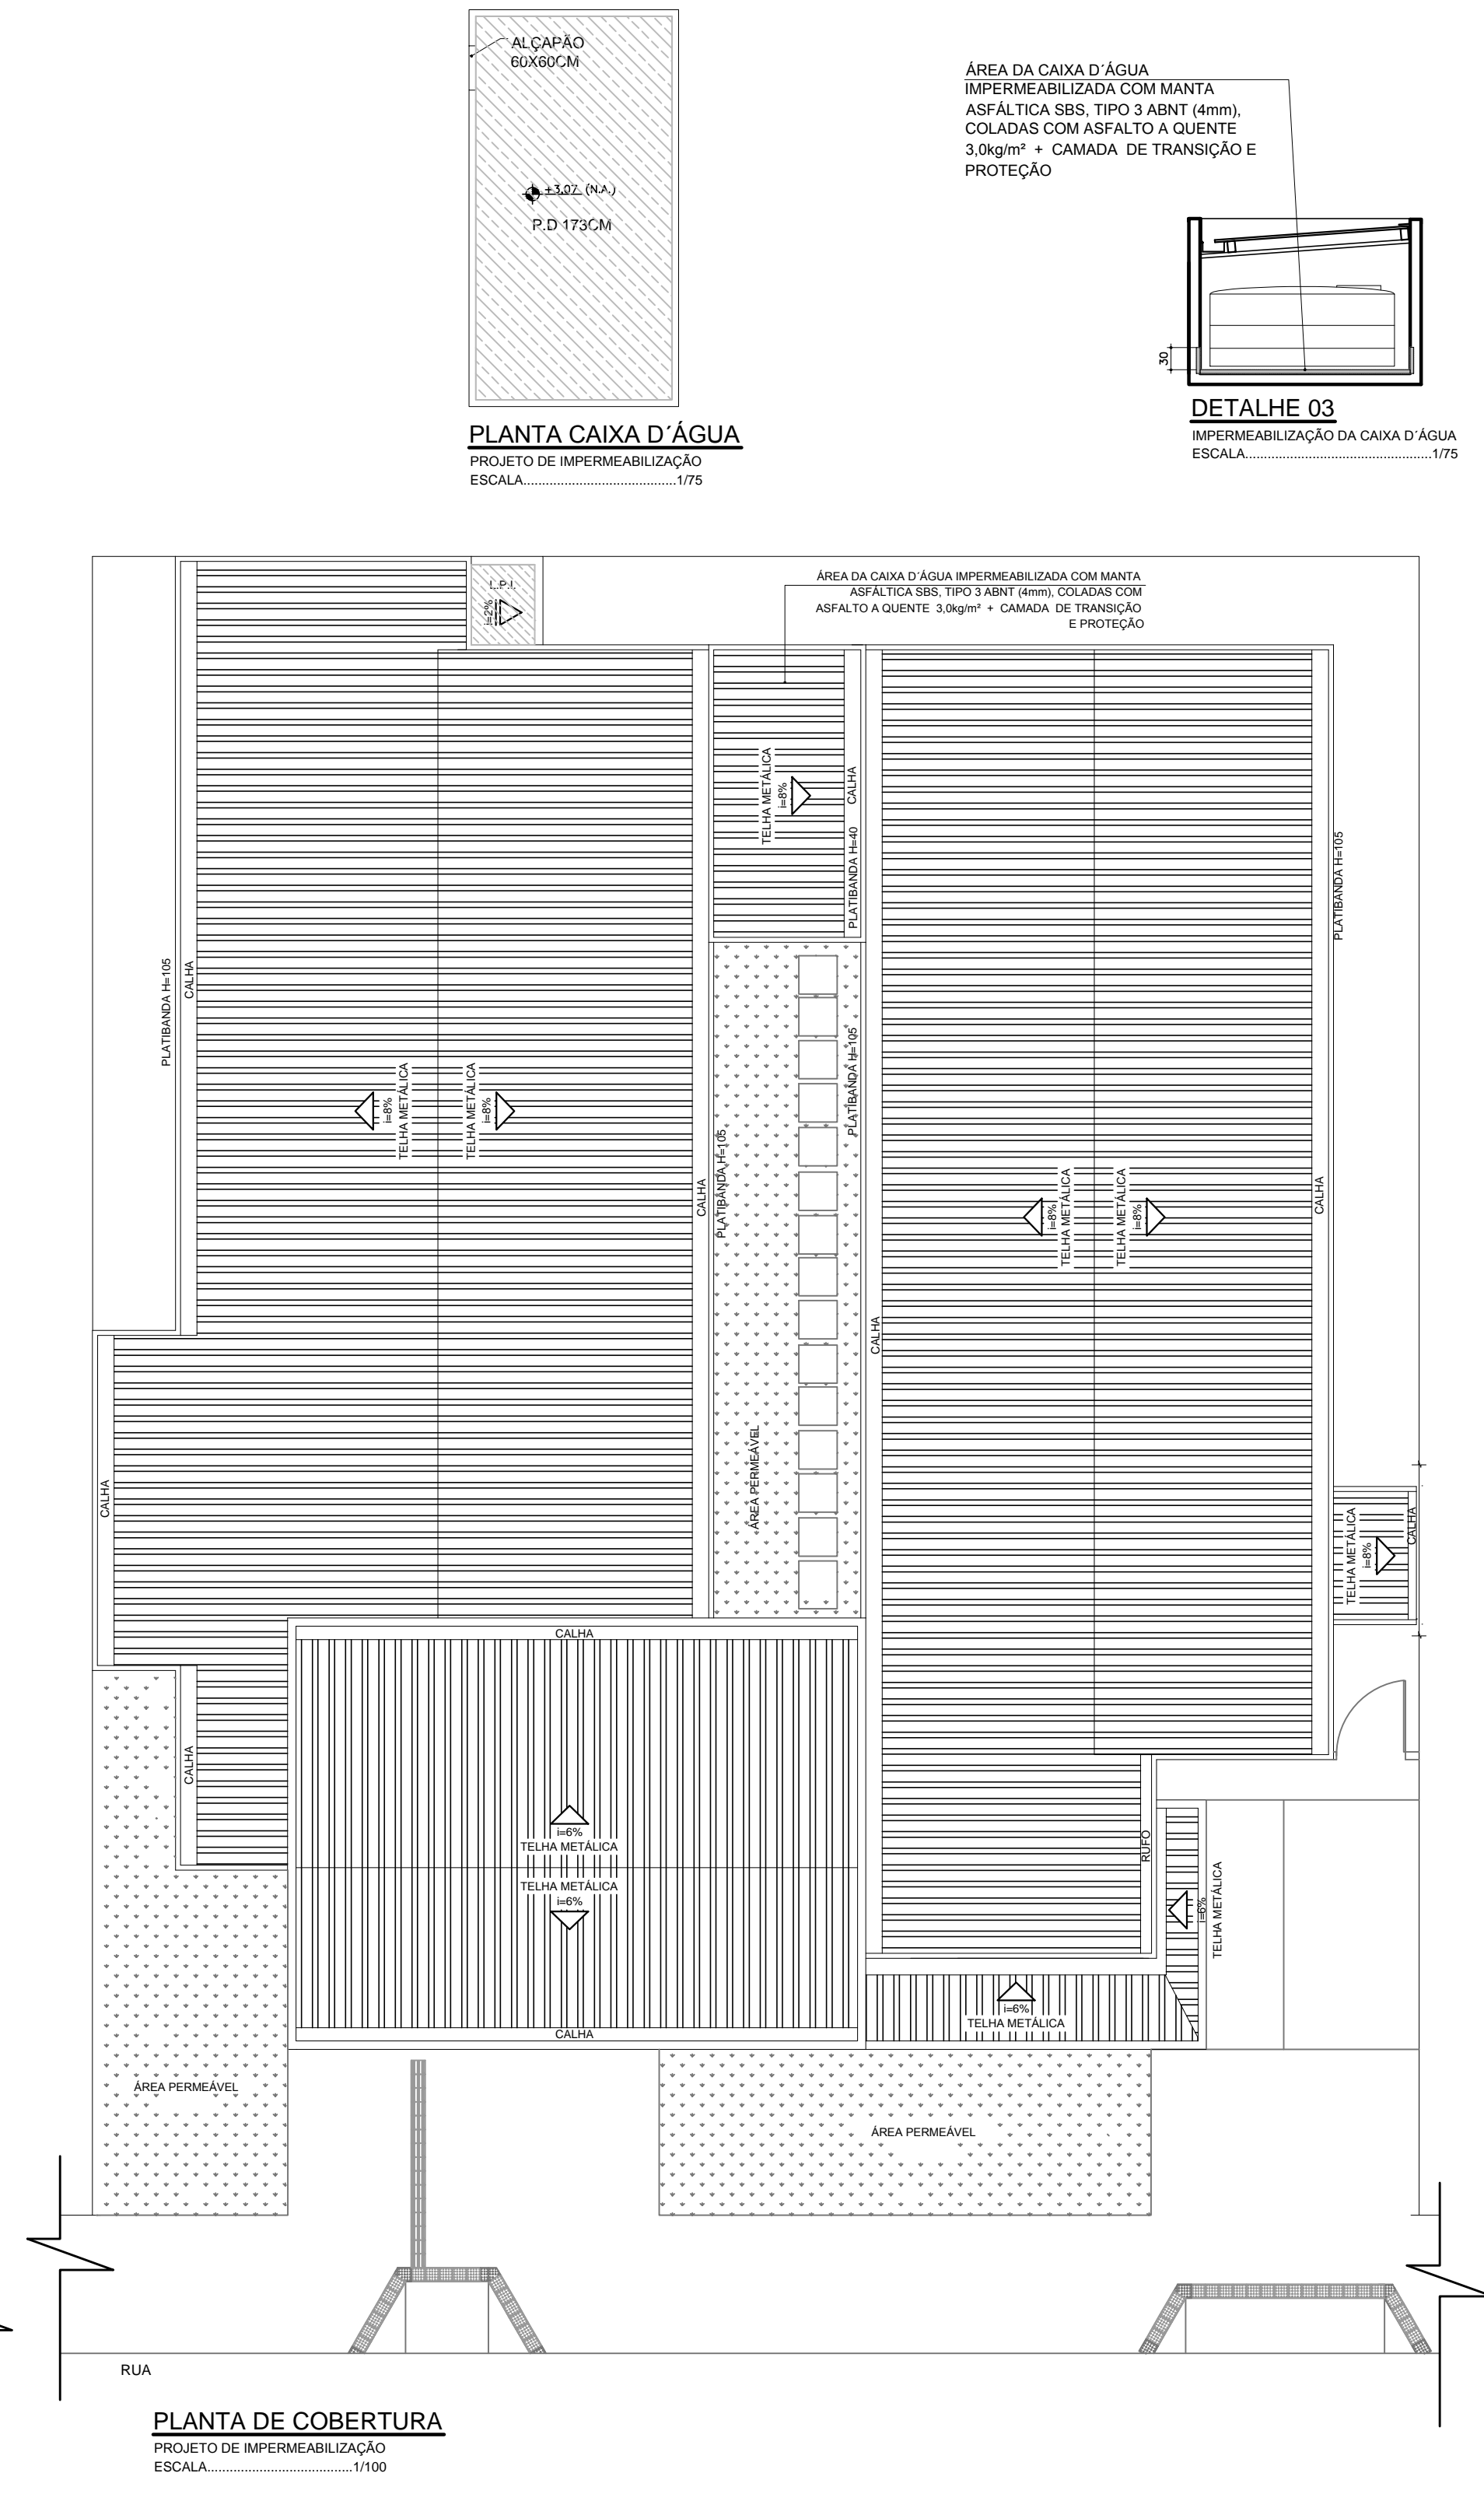 ALÇAPÃO
60X60CM
+3,07 (N.A.)
P.D 173CM
PLANTA CAIXA D´ÁGUA
PROJETO DE IMPERMEABILIZAÇÃO
ESCALA.........................................1/75
ÁREA DA CAIXA D´ÁGUA
IMPERMEABILIZADA COM MANTA
ASFÁLTICA SBS, TIPO 3 ABNT (4mm),
COLADAS COM ASFALTO A QUENTE
3,0kg/m² + CAMADA DE TRANSIÇÃO E
PROTEÇÃO
30
DETALHE 03
IMPERMEABILIZAÇÃO DA CAIXA D´ÁGUA
ESCALA..................................................1/75
L.P.I.
i=2%
ÁREA DA CAIXA D´ÁGUA IMPERMEABILIZADA COM MANTA
ASFÁLTICA SBS, TIPO 3 ABNT (4mm), COLADAS COM
ASFALTO A QUENTE 3,0kg/m² + CAMADA DE TRANSIÇÃO
E PROTEÇÃO
TELHA METÁLICA
i=8%
CALHA
PLATIBANDA H=40
PLATIBANDA H=105
PLATIBANDA H=105
CALHA
PLATIBANDA H=105
i=8%
TELHA METÁLICA
TELHA METÁLICA
i=8%
CALHA
PLATIBANDA H=105
i=8%
TELHA METÁLICA
TELHA METÁLICA
i=8%
CALHA
CALHA
ÁREA PERMEÁVEL
CALHA
TELHA METÁLICA
i=8%
CALHA
CALHA
CALHA
i=6%
TELHA METÁLICA
TELHA METÁLICA
i=6%
CALHA
RUFO
i=6%
TELHA METÁLICA
i=6%
TELHA METÁLICA
ÁREA PERMEÁVEL
ÁREA PERMEÁVEL
RUA
PLANTA DE COBERTURA
PROJETO DE IMPERMEABILIZAÇÃO
ESCALA.......................................1/100